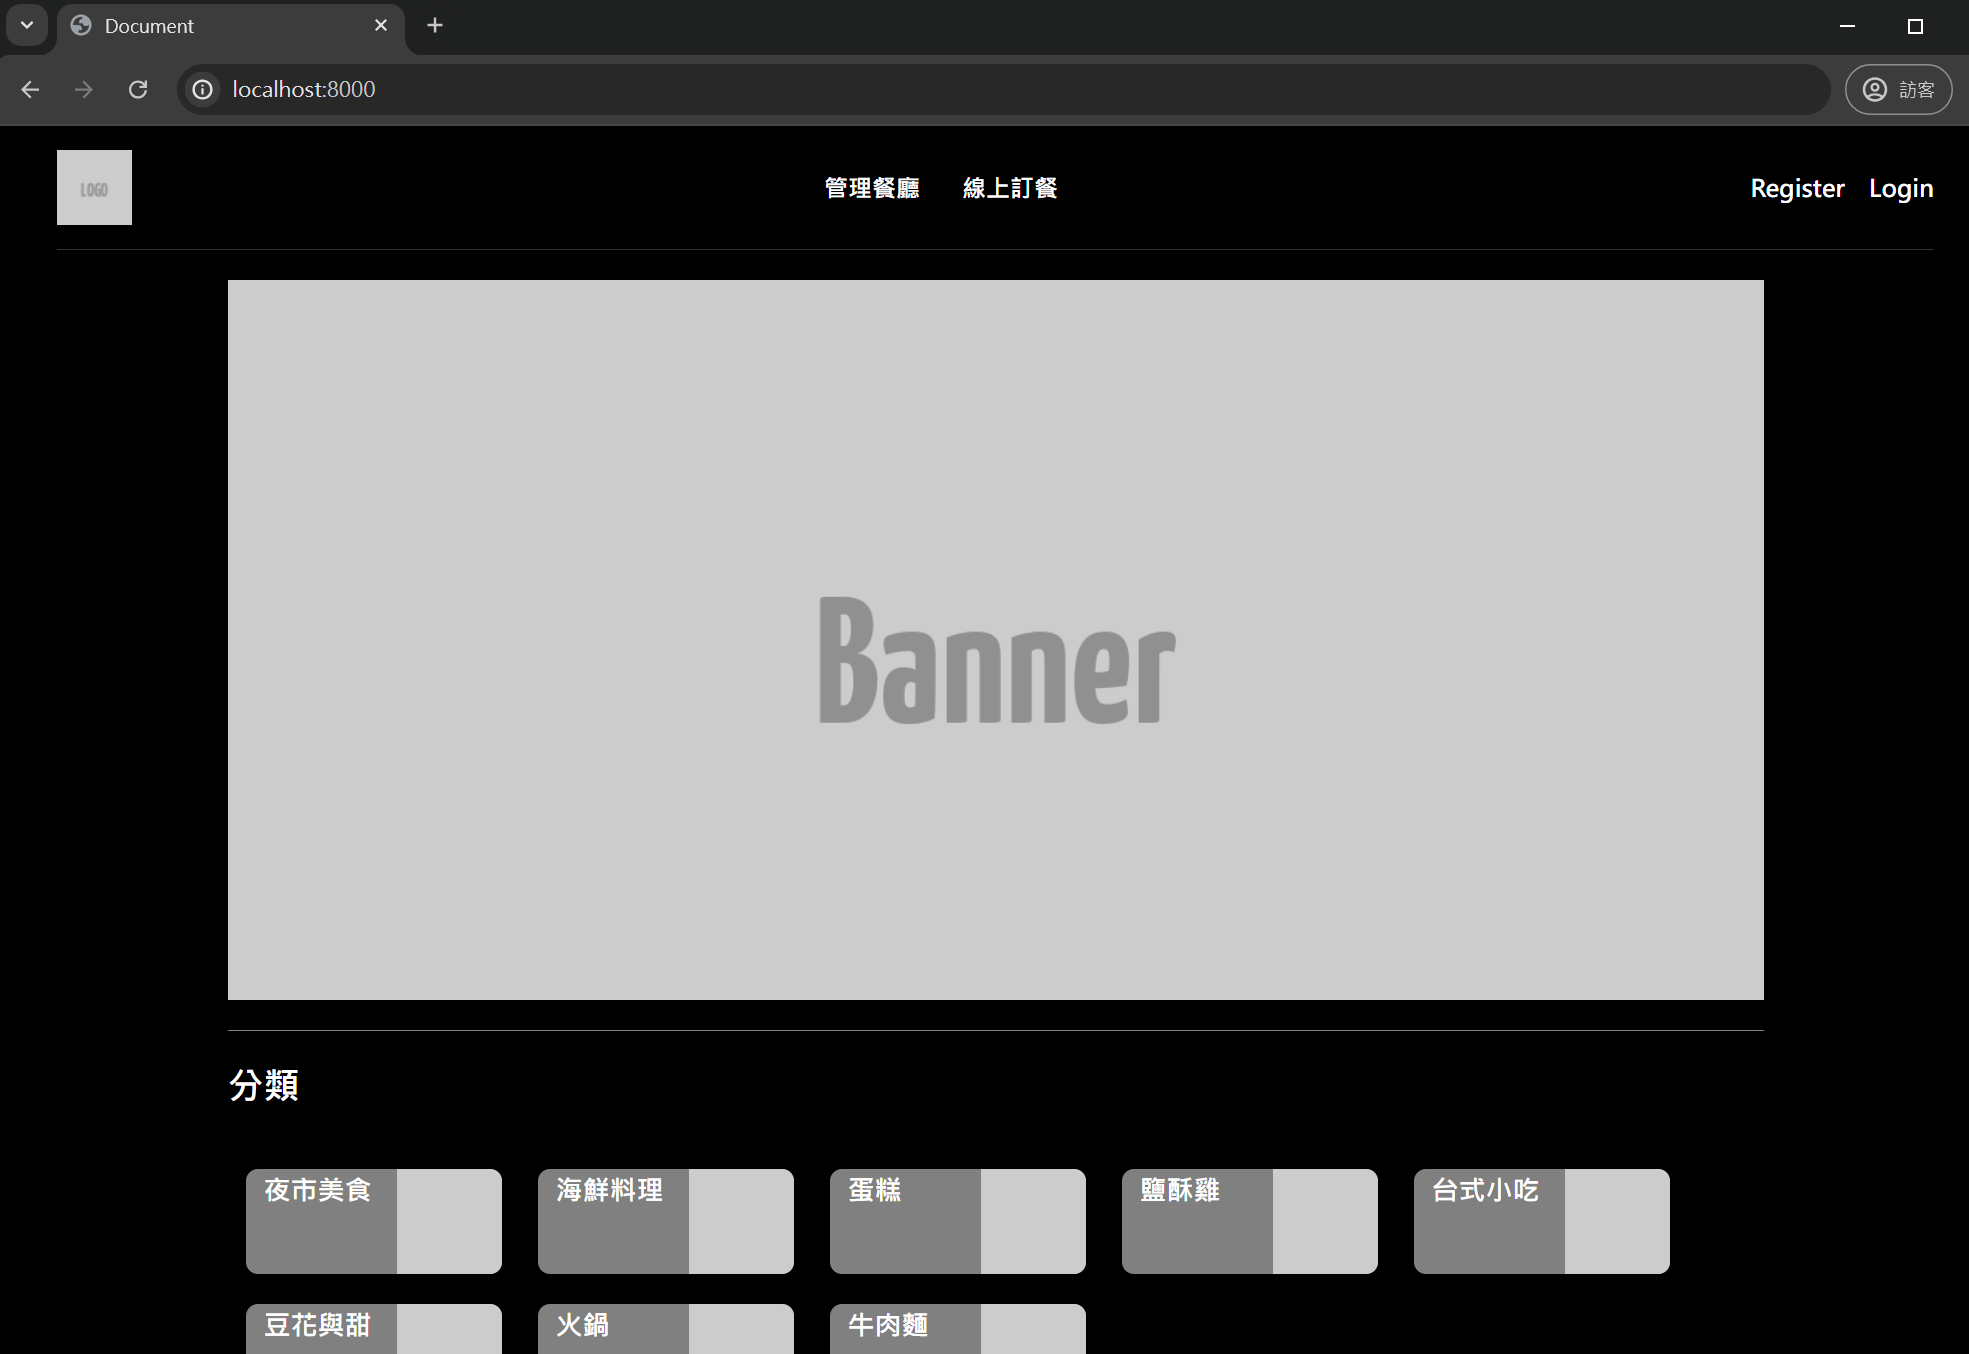 Document
localhost:8000
訪客
LOGO
管理餐廳 線上訂餐
Register Login
Banner
分類
夜市美食 海鮮料理 蛋糕 鹽酥雞 台式小吃
豆花與甜 火鍋 牛肉麵